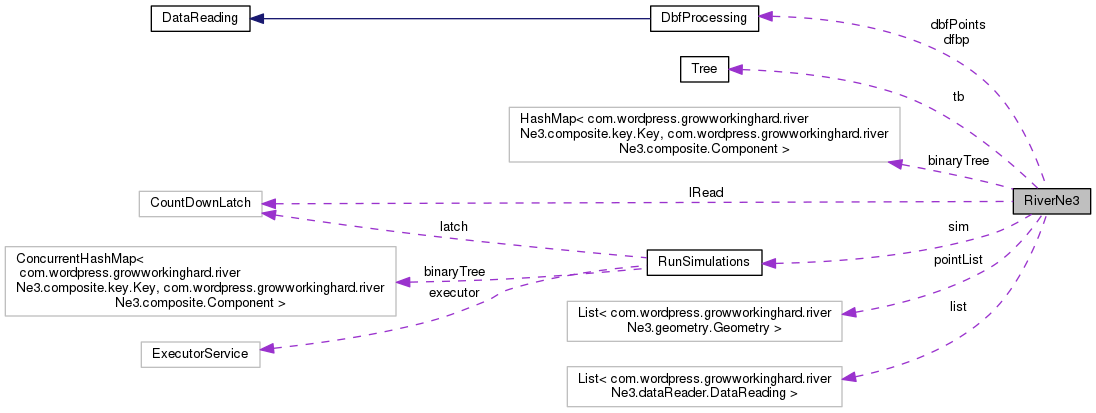 DataReading
DbfProcessing
dbfPoints
dfbp
Tree
tb
HashMap< com.wordpress.growworkinghard.river
Ne3.composite.key.Key, com.wordpress.growworkinghard.river
Ne3.composite.Component >
binaryTree
CountDownLatch
lRead
RiverNe3
latch
sim
ConcurrentHashMap<
com.wordpress.growworkinghard.river
Ne3.composite.key.Key, com.wordpress.growworkinghard.river
Ne3.composite.Component >
binaryTree
executor
RunSimulations
pointList
List< com.wordpress.growworkinghard.river
Ne3.geometry.Geometry >
list
ExecutorService
List< com.wordpress.growworkinghard.river
Ne3.dataReader.DataReading >